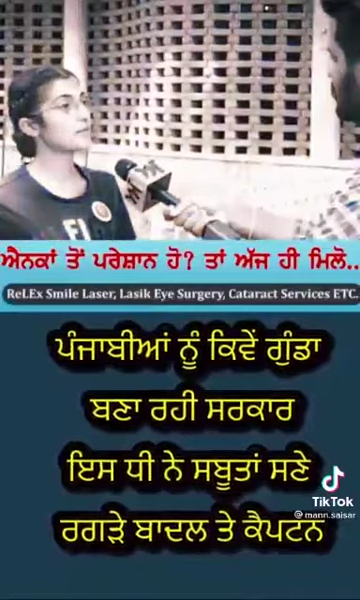 ਐਨਕਾਂ ਤੋਂ ਪਰੇਸ਼ਾਨ ਹੋ? ਤਾਂ ਅੱਜ ਹੀ ਮਿਲੋ..
ReLEx Smile Laser, Lasik Eye Surgery, Cataract Services ETC.
ਪੰਜਾਬੀਆਂ ਨੂੰ ਕਿਵੇਂ ਗੁੰਡਾ
ਬਣਾ ਰਹੀ ਸਰਕਾਰ
ਇਸ ਧੀ ਨੇ ਸਬੂਤਾਂ ਸਣੇ
ਰਗੜੇ ਬਾਦਲ ਤੇ ਕੈਪਟਨ
TikTok
@mann.saisar